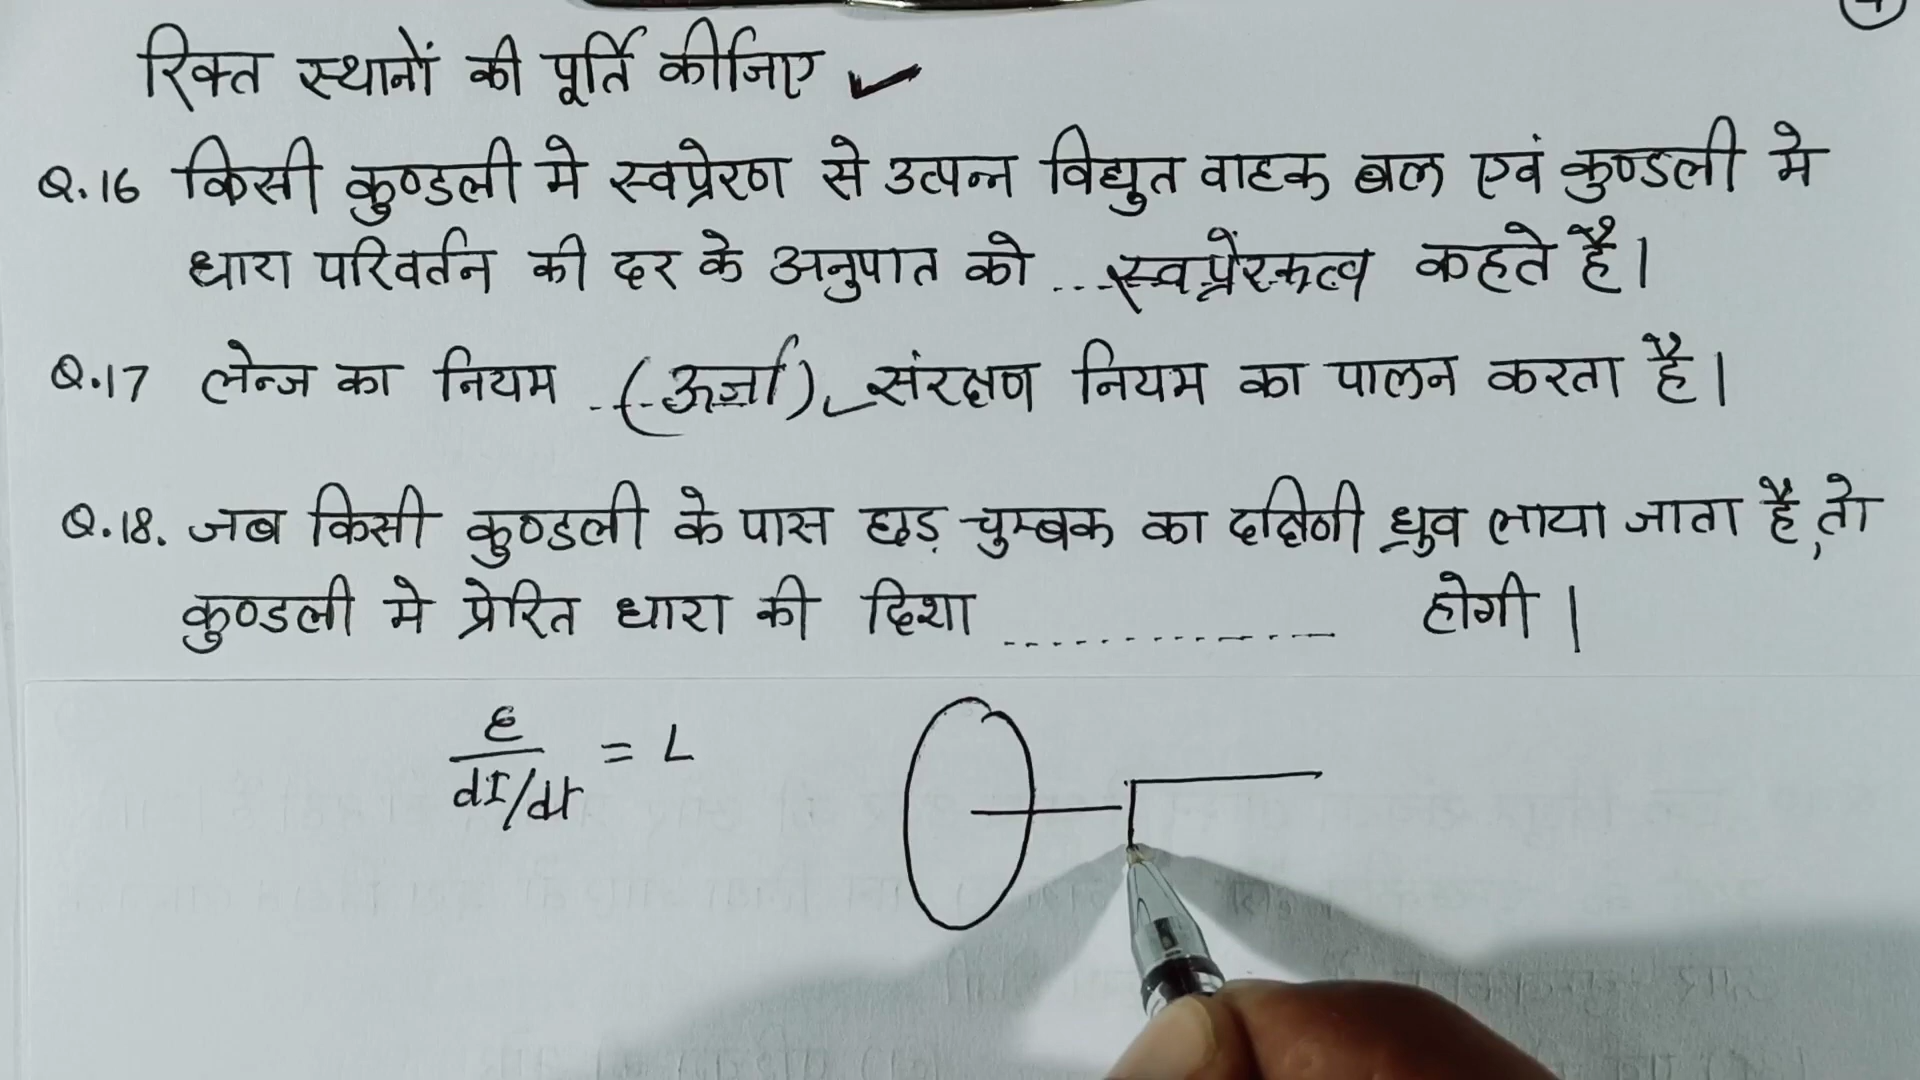 रिक्त स्थानों की पूर्ति कीजिए
Q.16 किसी कुण्डली मे स्वप्रेरण से उत्पन्न विद्युत वाहक बल एवं कुण्डली मे
धारा परिवर्तन की दर के अनुपात को ...स्वप्रेरकत्व कहते है।
Q.17 लेन्ज का नियम ..(ऊर्जा). संरक्षण नियम का पालन करता है।
Q.18. जब किसी कुण्डली के पास छड़ चुम्बक का दक्षिणी ध्रुव लाया जाता है, तो
कुण्डली मे प्रेरित धारा की दिशा .............. होगी।
ε
dI/dt = L